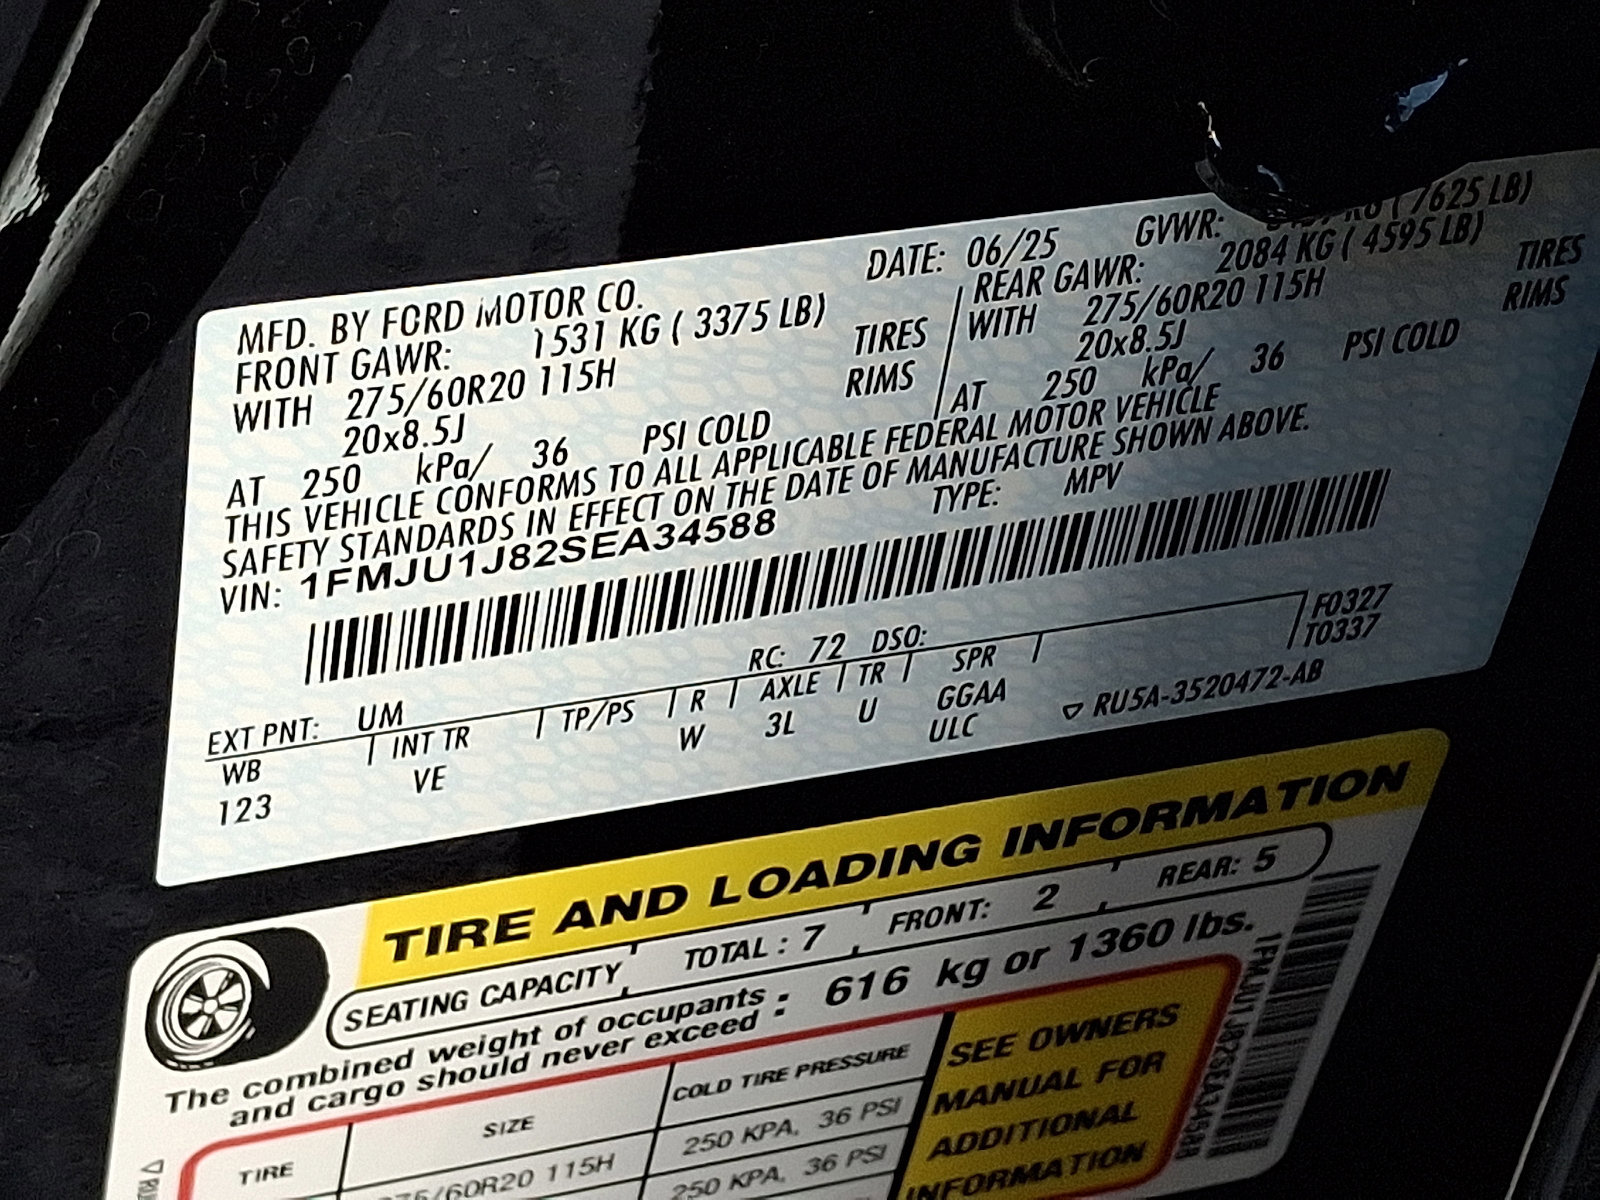 MFD. BY FORD MOTOR CO.
DATE: 06/25
GVWR: KG ( 7625 LB)
FRONT GAWR: 1531 KG ( 3375 LB)
WITH 275/60R20 115H TIRES
20x8.5J RIMS
AT 250 kPa/ 36 PSI COLD
REAR GAWR: 2084 KG ( 4595 LB)
WITH 275/60R20 115H TIRES
20x8.5J RIMS
AT 250 kPa/ 36 PSI COLD
THIS VEHICLE CONFORMS TO ALL APPLICABLE FEDERAL MOTOR VEHICLE
SAFETY STANDARDS IN EFFECT ON THE DATE OF MANUFACTURE SHOWN ABOVE.
VIN: 1FMJU1J82SEA34588 TYPE: MPV
F0327
T0337
EXT PNT: UM RC: 72 DSO:
WB INT TR TP/PS R AXLE TR SPR
123 VE W 3L U GGAA
ULC
RU5A-3520472-AB
TIRE AND LOADING INFORMATION
SEATING CAPACITY TOTAL : 7 FRONT: 2 REAR: 5
The combined weight of occupants
and cargo should never exceed : 616 kg or 1360 lbs.
TIRE SIZE COLD TIRE PRESSURE
75/60R20 115H 250 KPA, 36 PSI
250 KPA, 36 PSI
SEE OWNERS
MANUAL FOR
ADDITIONAL
INFORMATION
1FMJU1J82SEA34588